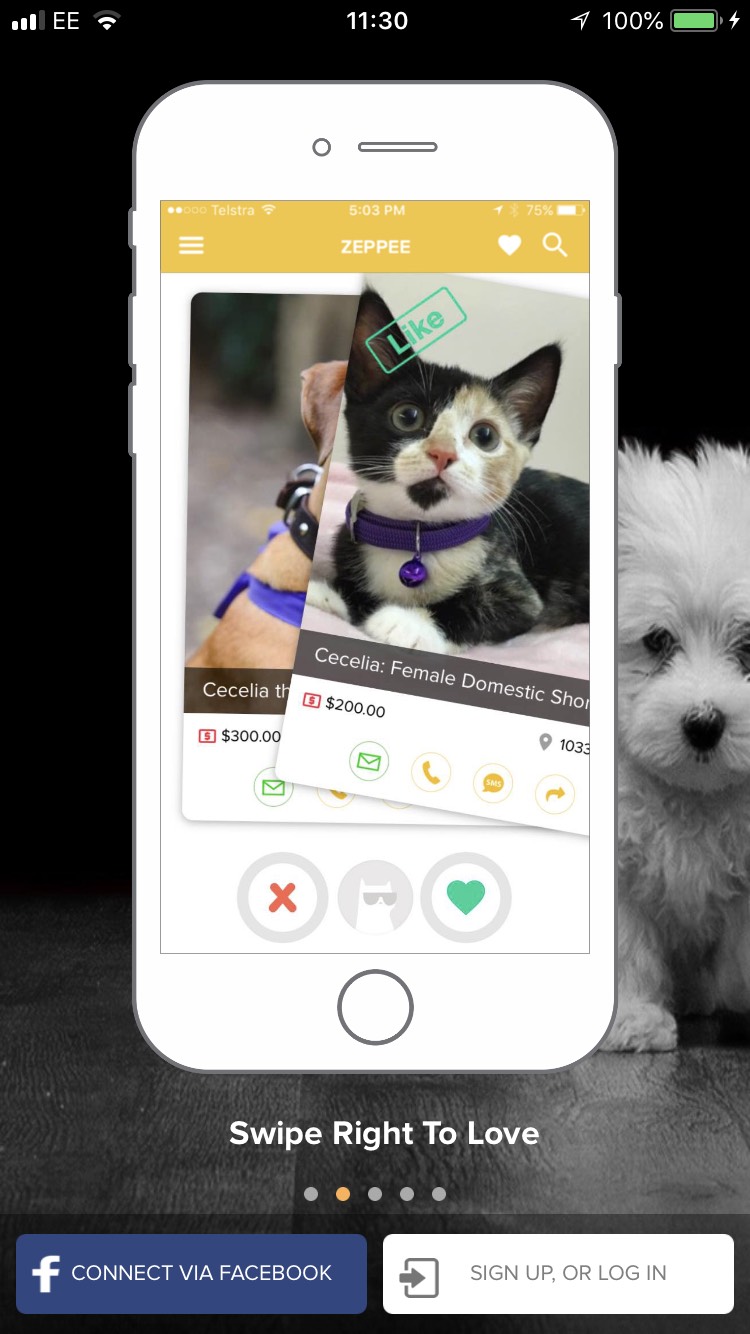 EE 11:30 100%
Telstra 5:03 PM 75%
ZEPPEE
Like
Cecelia: Female Domestic Shor
Cecelia th
$200.00
1033
$300.00
SMS
Swipe Right To Love
f CONNECT VIA FACEBOOK
SIGN UP, OR LOG IN